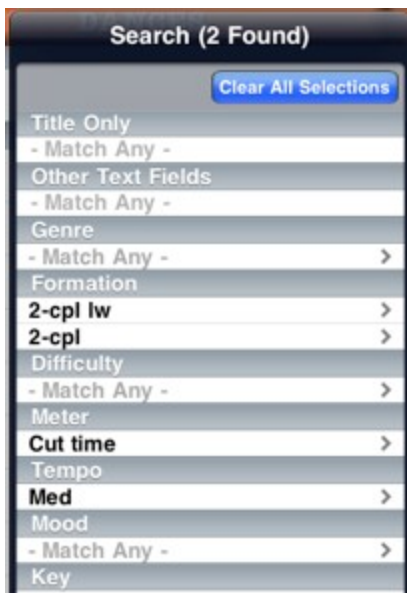 Search (2 Found)
Clear All Selections
Title Only
- Match Any -
Other Text Fields
- Match Any -
Genre
- Match Any -
Formation
2-cpl lw
2-cpl
Difficulty
- Match Any -
Meter
Cut time
Tempo
Med
Mood
- Match Any -
Key